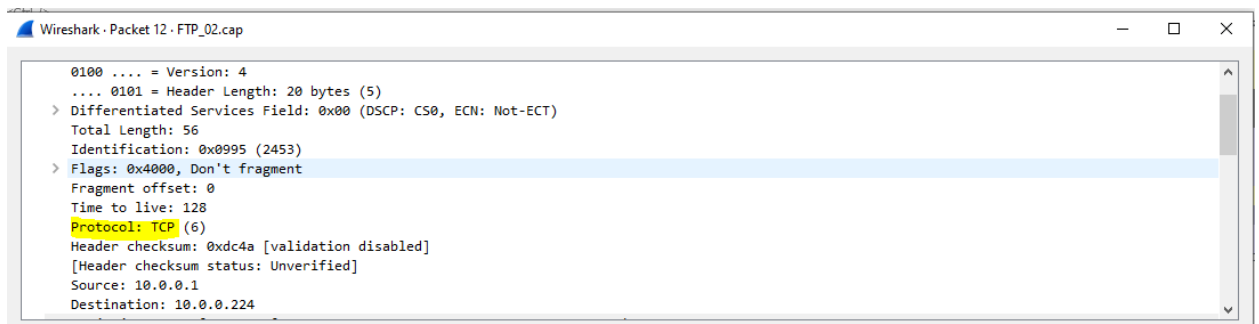 Wireshark · Packet 12 · FTP_02.cap
0100 .... = Version: 4
.... 0101 = Header Length: 20 bytes (5)
Differentiated Services Field: 0x00 (DSCP: CS0, ECN: Not-ECT)
Total Length: 56
Identification: 0x0995 (2453)
Flags: 0x4000, Don't fragment
Fragment offset: 0
Time to live: 128
Protocol: TCP (6)
Header checksum: 0xdc4a [validation disabled]
[Header checksum status: Unverified]
Source: 10.0.0.1
Destination: 10.0.0.224